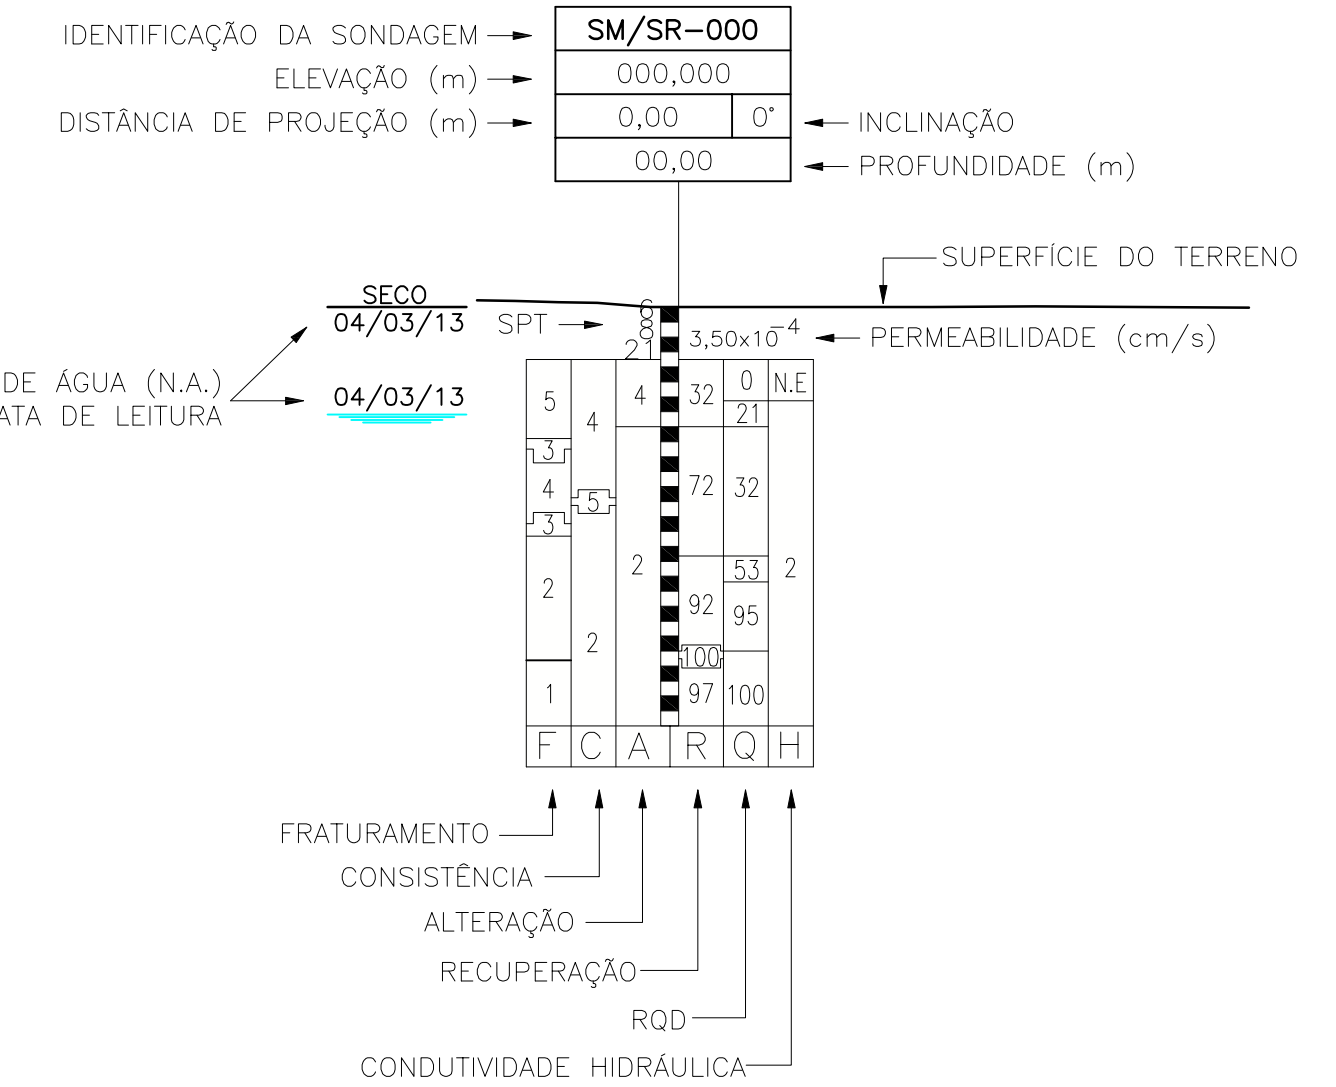 IDENTIFICAÇÃO DA SONDAGEM
SM/SR-000
ELEVAÇÃO (m)
000,000
DISTÂNCIA DE PROJEÇÃO (m)
0,00
0°
INCLINAÇÃO
00,00
PROFUNDIDADE (m)
SUPERFÍCIE DO TERRENO
SECO
04/03/13
SPT
6
8
8
21
3,50x10-4
PERMEABILIDADE (cm/s)
DE ÁGUA (N.A.)
ATA DE LEITURA
04/03/13
5
4
4
32
0
N.E
21
3
4
5
72
32
3
2
2
53
2
92
95
2
100
1
97
100
F C A R Q H
FRATURAMENTO
CONSISTÊNCIA
ALTERAÇÃO
RECUPERAÇÃO
RQD
CONDUTIVIDADE HIDRÁULICA